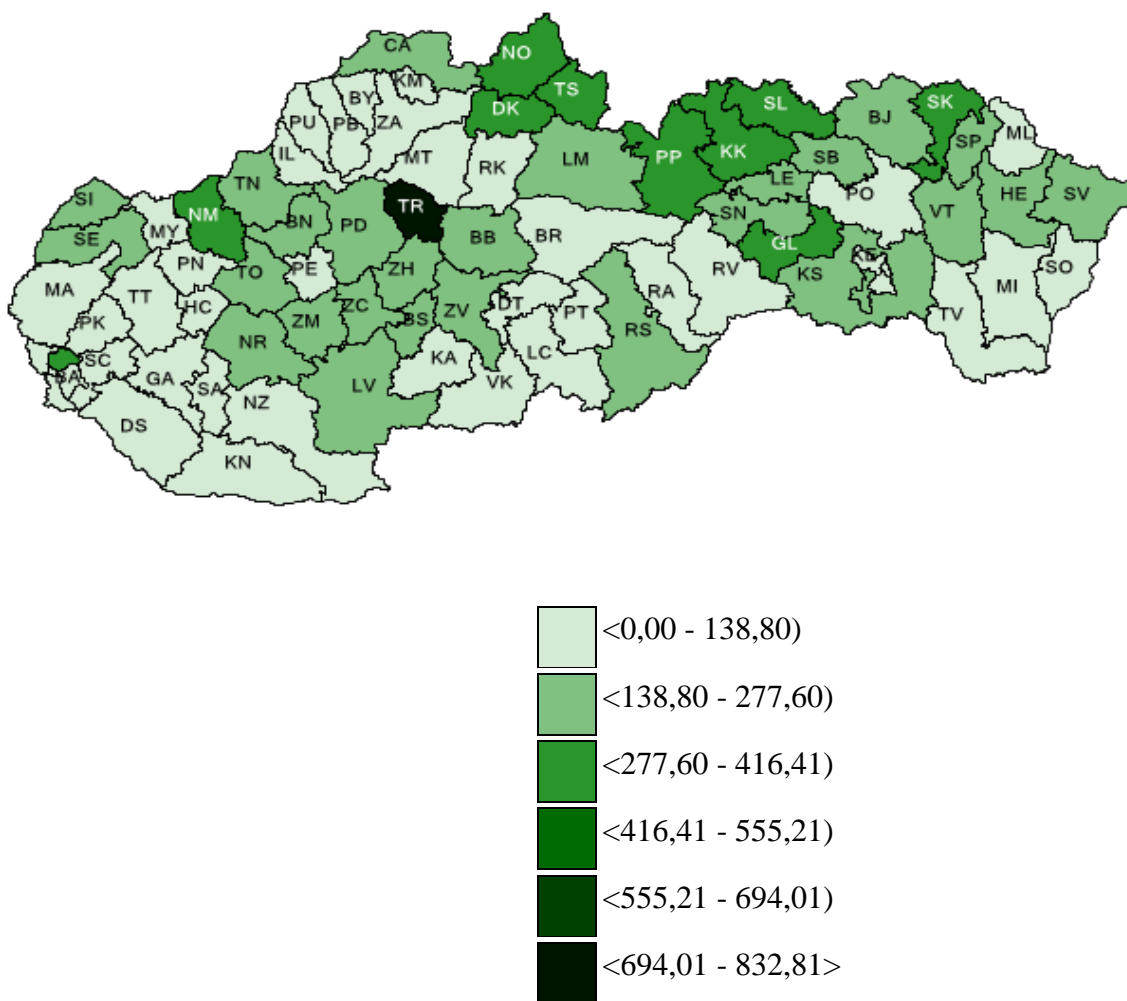 CA
NO
KM
TS
BY
DK
PU
PB
ZA
SL
SK
BJ
ML
IL
MT
RK
LM
PP
KK
SB
SP
TN
LE
PO
HE
SV
SI
NM
BN
PD
TR
SN
VT
SE
MY
BB
BR
GL
PN
TO
PE
ZH
RV
KS
KE
SO
MA
TT
HC
ZC
DT
RA
MI
PK
ZM
BS
ZV
PT
TV
NR
RS
SC
KA
LC
BA
GA
SA
LV
VK
NZ
DS
KN
<0,00 - 138,80)
<138,80 - 277,60)
<277,60 - 416,41)
<416,41 - 555,21)
<555,21 - 694,01)
<694,01 - 832,81>